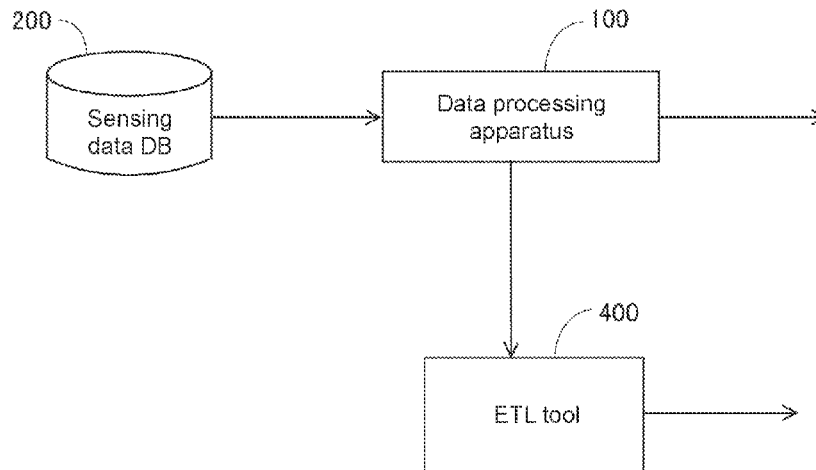 200
100
Sensing
data DB
Data processing
apparatus
400
ETL tool